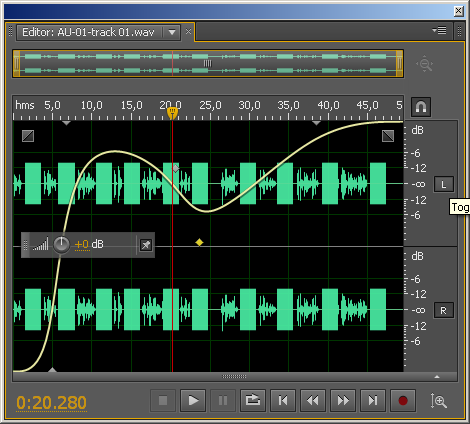 Editor: AU-01-track 01.wav
hms 5,0 10,0 15,0 20,0 25,0 30,0 35,0 40,0 45,0 5
dB
-6
-12
-∞ L
-12
-6
Tog
+0 dB
dB
-6
-12
-∞ R
-12
-6
0:20.280